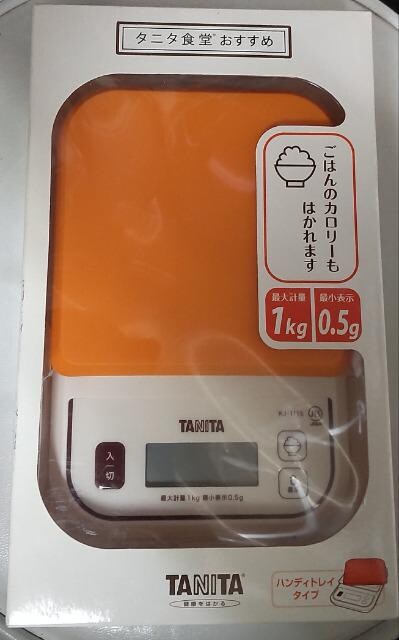 タニタ食堂®おすすめ
ごはんのカロリーも
はかれます
最大計量
1kg
最小表示
0.5g
TANITA
入
切
最大計量1kg 最小表示0.5g
TANITA
健康をはかる
ハンディトレイ
タイプ